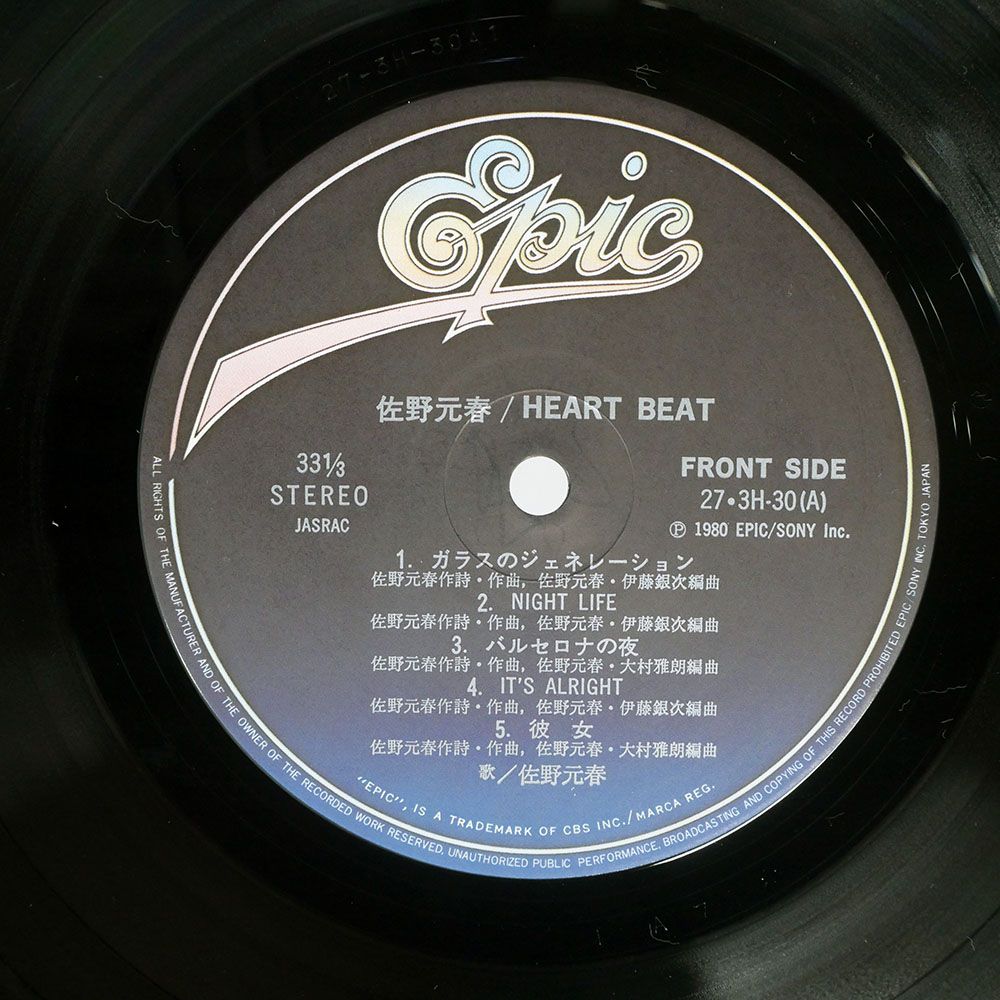 27-3H-3041
Epic
佐野元春 / HEART BEAT
33⅓
STEREO
JASRAC
FRONT SIDE
27・3H-30(A)
Ⓟ 1980 EPIC/SONY Inc.
1. ガラスのジェネレーション
佐野元春作詩・作曲, 佐野元春・伊藤銀次編曲
2. NIGHT LIFE
佐野元春作詩・作曲, 佐野元春・伊藤銀次編曲
3. バルセロナの夜
佐野元春作詩・作曲, 佐野元春・大村雅朗編曲
4. IT'S ALRIGHT
佐野元春作詩・作曲, 佐野元春・伊藤銀次編曲
5. 彼女
佐野元春作詩・作曲, 佐野元春・大村雅朗編曲
歌/佐野元春
"EPIC", IS A TRADEMARK OF CBS INC./MARCA REG.
ALL RIGHTS OF THE MANUFACTURER AND OF THE OWNER OF THE RECORDED WORK RESERVED, UNAUTHORIZED PUBLIC PERFORMANCE, BROADCASTING AND COPYING OF THIS RECORD PROHIBITED EPIC, SONY INC, TOKYO JAPAN